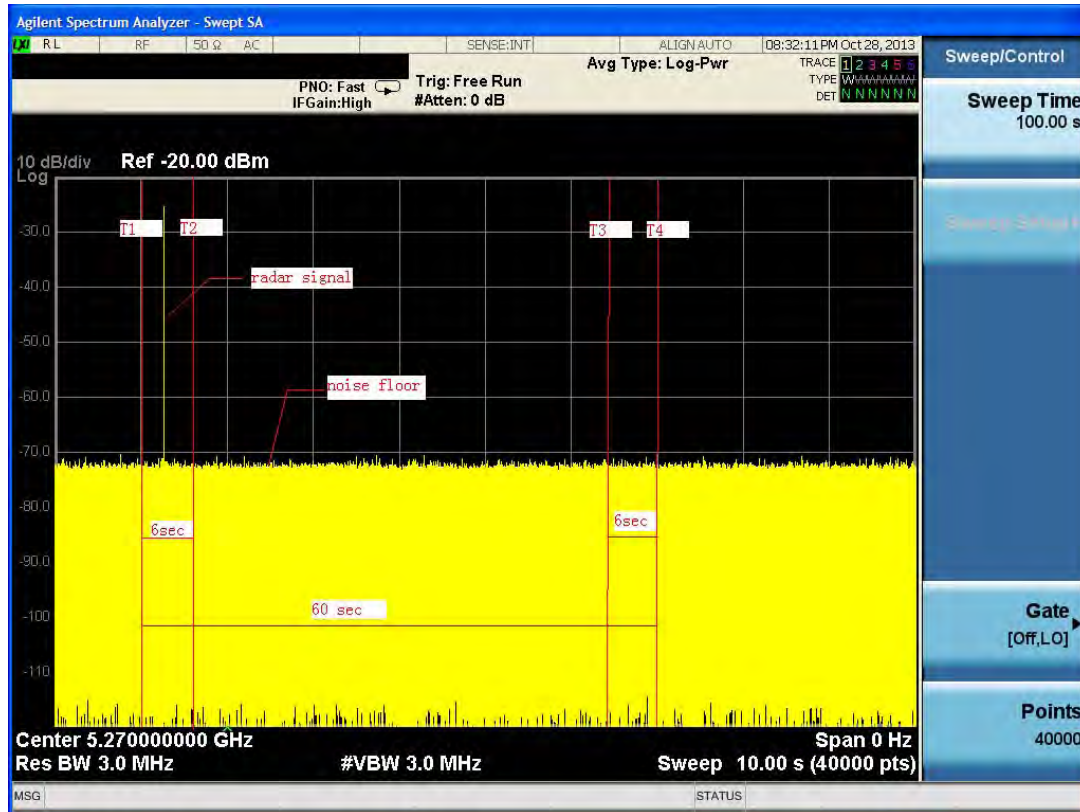 Agilent Spectrum Analyzer - Swept SA
LXI RL RF 50 Ω AC SENSE:INT ALIGN AUTO 08:32:11 PM Oct 28, 2013
Avg Type: Log-Pwr
TRACE 1 2 3 4 5 6
PNO: Fast
Trig: Free Run
TYPE
IFGain:High
#Atten: 0 dB
DET N N N N N N
Sweep/Control
Sweep Time
100.00 s
10 dB/div Ref -20.00 dBm
Log
T1 T2 T3 T4
-30.0
radar signal
-40.0
-50.0
noise floor
-60.0
-70.0
-80.0
6sec 6sec
-90.0
60 sec
-100
-110
Gate
[Off,LO]
Points
40000
Center 5.270000000 GHz Span 0 Hz
Res BW 3.0 MHz #VBW 3.0 MHz Sweep 10.00 s (40000 pts)
MSG STATUS